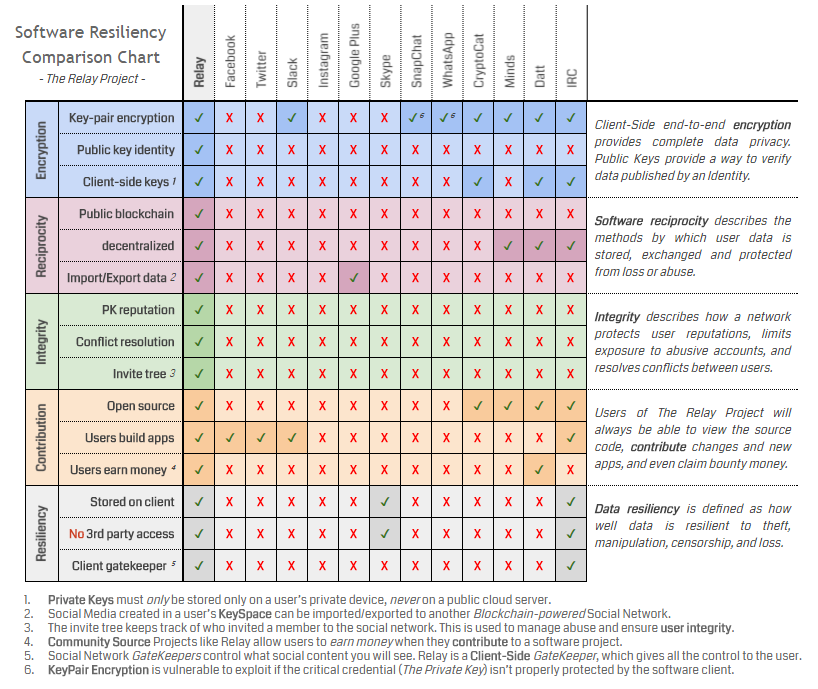 Software Resiliency
Comparison Chart
- The Relay Project -
Relay
Facebook
Twitter
Slack
Instagram
Google Plus
Skype
SnapChat
WhatsApp
CryptoCat
Minds
Datt
IRC
Encryption
Key-pair encryption ✓ X X ✓ X X X ✓6 ✓6 ✓ ✓ ✓ ✓
Public key identity ✓ X X X X X X X X X X X X
Client-side keys 1 ✓ X X X X X X X X ✓ X ✓ ✓
Client-Side end-to-end encryption
provides complete data privacy.
Public Keys provide a way to verify
data published by an Identity.
Reciprocity
Public blockchain ✓ X X X X X X X X X X X X
decentralized ✓ X X X X X X X X X ✓ ✓ ✓
Import/Export data 2 ✓ X X X X ✓ X X X X X X X
Software reciprocity describes the
methods by which user data is
stored, exchanged and protected
from loss or abuse.
Integrity
PK reputation ✓ X X X X X X X X X X X X
Conflict resolution ✓ X X X X X X X X X X X X
Invite tree 3 ✓ X X X X X X X X X X X X
Integrity describes how a network
protects user reputations, limits
exposure to abusive accounts, and
resolves conflicts between users.
Contribution
Open source ✓ X X X X X X X X ✓ ✓ ✓ ✓
Users build apps ✓ ✓ ✓ ✓ X X X X X X X X ✓
Users earn money 4 ✓ X X X X X X X X X X ✓ X
Users of The Relay Project will
always be able to view the source
code, contribute changes and new
apps, and even claim bounty money.
Resiliency
Stored on client ✓ X X X X X ✓ X X X X X ✓
No 3rd party access ✓ X X X X X ✓ X X X X X ✓
Client gatekeeper 5 ✓ X X X X X X X X X X X ✓
Data resiliency is defined as how
well data is resilient to theft,
manipulation, censorship, and loss.
1. Private Keys must only be stored only on a user's private device, never on a public cloud server.
2. Social Media created in a user's KeySpace can be imported/exported to another Blockchain-powered Social Network.
3. The invite tree keeps track of who invited a member to the social network. This is used to manage abuse and ensure user integrity.
4. Community Source Projects like Relay allow users to earn money when they contribute to a software project.
5. Social Network GateKeepers control what social content you will see. Relay is a Client-Side GateKeeper, which gives all the control to the user.
6. KeyPair Encryption is vulnerable to exploit if the critical credential (The Private Key) isn't properly protected by the software client.